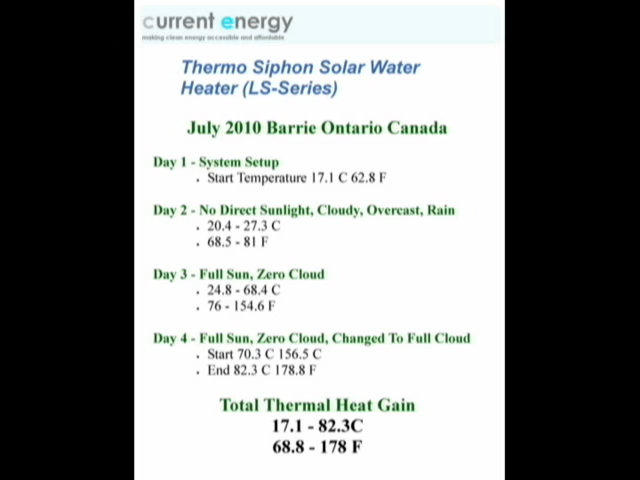 current energy
making clean energy accessible and affordable
Thermo Siphon Solar Water
Heater (LS-Series)
July 2010 Barrie Ontario Canada
Day 1 - System Setup
. Start Temperature 17.1 C 62.8 F
Day 2 - No Direct Sunlight, Cloudy, Overcast, Rain
. 20.4 - 27.3 C
. 68.5 - 81 F
Day 3 - Full Sun, Zero Cloud
. 24.8 - 68.4 C
. 76 - 154.6 F
Day 4 - Full Sun, Zero Cloud, Changed To Full Cloud
. Start 70.3 C 156.5 C
. End 82.3 C 178.8 F
Total Thermal Heat Gain
17.1 - 82.3C
68.8 - 178 F